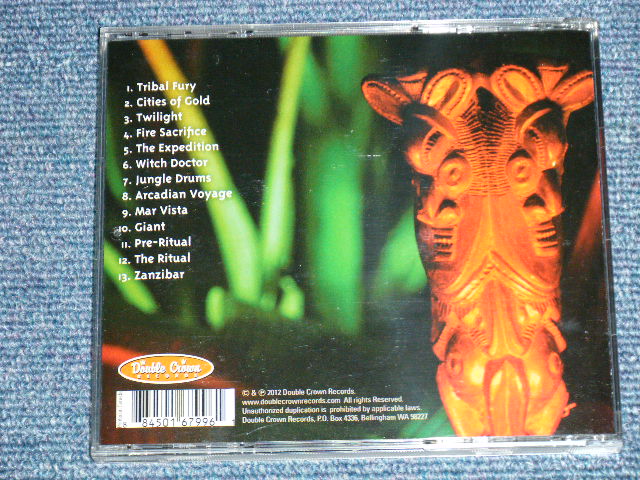 1. Tribal Fury
2. Cities of Gold
3. Twilight
4. Fire Sacrifice
5. The Expedition
6. Witch Doctor
7. Jungle Drums
8. Arcadian Voyage
9. Mar Vista
10. Giant
11. Pre-Ritual
12. The Ritual
13. Zanzibar
Double Crown
RECORDS
84501 67996
© & ℗ 2012 Double Crown Records.
www.doublecrownrecords.com All rights Reserved.
Unauthorized duplication is prohibited by applicable laws.
Double Crown Records, P.O. Box 4336, Bellingham WA 98227